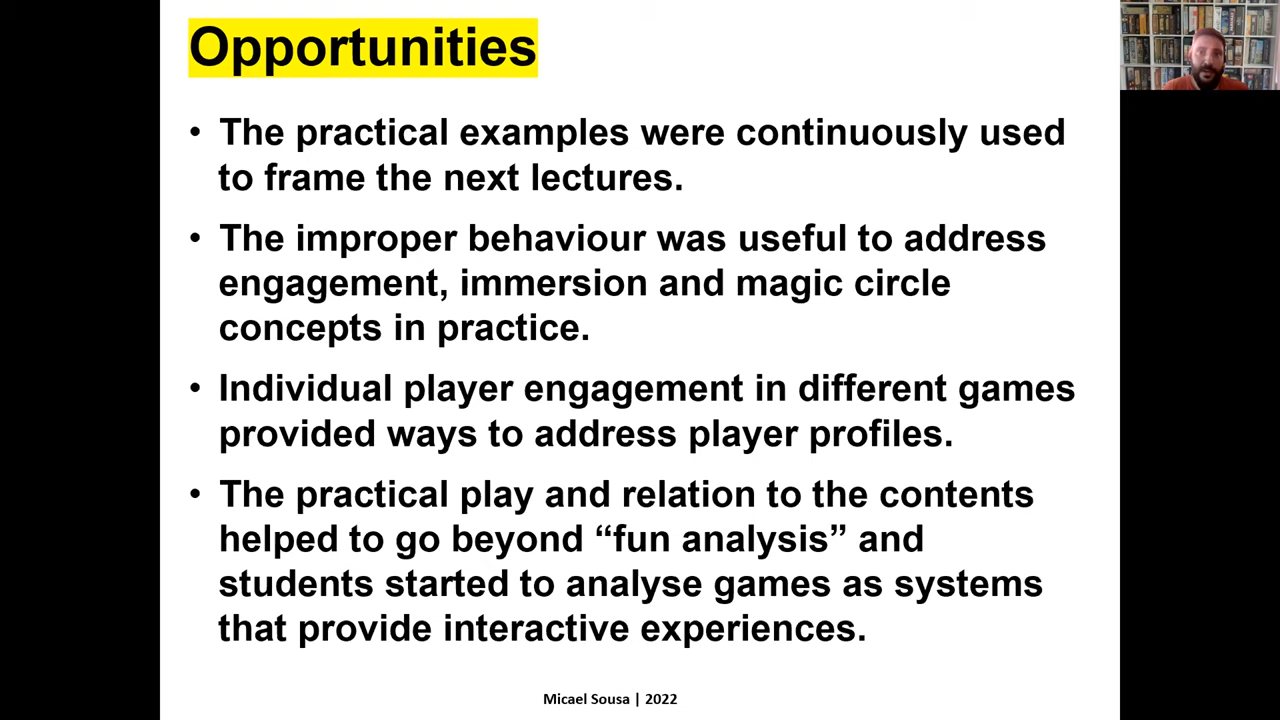 Opportunities
• The practical examples were continuously used
to frame the next lectures.
• The improper behaviour was useful to address
engagement, immersion and magic circle
concepts in practice.
• Individual player engagement in different games
provided ways to address player profiles.
• The practical play and relation to the contents
helped to go beyond “fun analysis” and
students started to analyse games as systems
that provide interactive experiences.
Micael Sousa | 2022